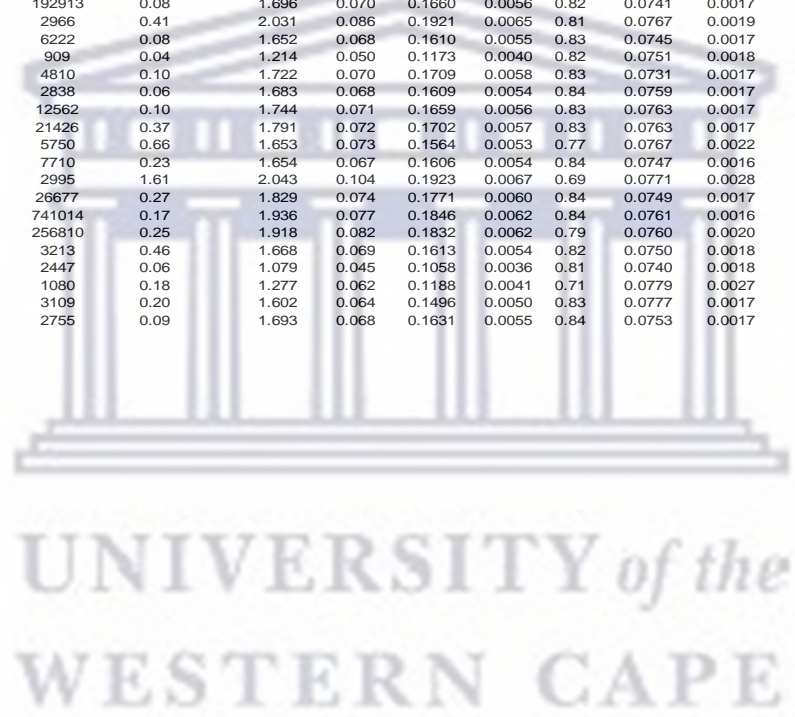 192913 0.08 1.696 0.070 0.1660 0.0056 0.82 0.0741 0.0017
2966 0.41 2.031 0.086 0.1921 0.0065 0.81 0.0767 0.0019
6222 0.08 1.652 0.068 0.1610 0.0055 0.83 0.0745 0.0017
909 0.04 1.214 0.050 0.1173 0.0040 0.82 0.0751 0.0018
4810 0.10 1.722 0.070 0.1709 0.0058 0.83 0.0731 0.0017
2838 0.06 1.683 0.068 0.1609 0.0054 0.84 0.0759 0.0017
12562 0.10 1.744 0.071 0.1659 0.0056 0.83 0.0763 0.0017
21426 0.37 1.791 0.072 0.1702 0.0057 0.83 0.0763 0.0017
5750 0.66 1.653 0.073 0.1564 0.0053 0.77 0.0767 0.0022
7710 0.23 1.654 0.067 0.1606 0.0054 0.84 0.0747 0.0016
2995 1.61 2.043 0.104 0.1923 0.0067 0.69 0.0771 0.0028
26677 0.27 1.829 0.074 0.1771 0.0060 0.84 0.0749 0.0017
741014 0.17 1.936 0.077 0.1846 0.0062 0.84 0.0761 0.0016
256810 0.25 1.918 0.082 0.1832 0.0062 0.79 0.0760 0.0020
3213 0.46 1.668 0.069 0.1613 0.0054 0.82 0.0750 0.0018
2447 0.06 1.079 0.045 0.1058 0.0036 0.81 0.0740 0.0018
1080 0.18 1.277 0.062 0.1188 0.0041 0.71 0.0779 0.0027
3109 0.20 1.602 0.064 0.1496 0.0050 0.83 0.0777 0.0017
2755 0.09 1.693 0.068 0.1631 0.0055 0.84 0.0753 0.0017
UNIVERSITY of the
WESTERN CAPE